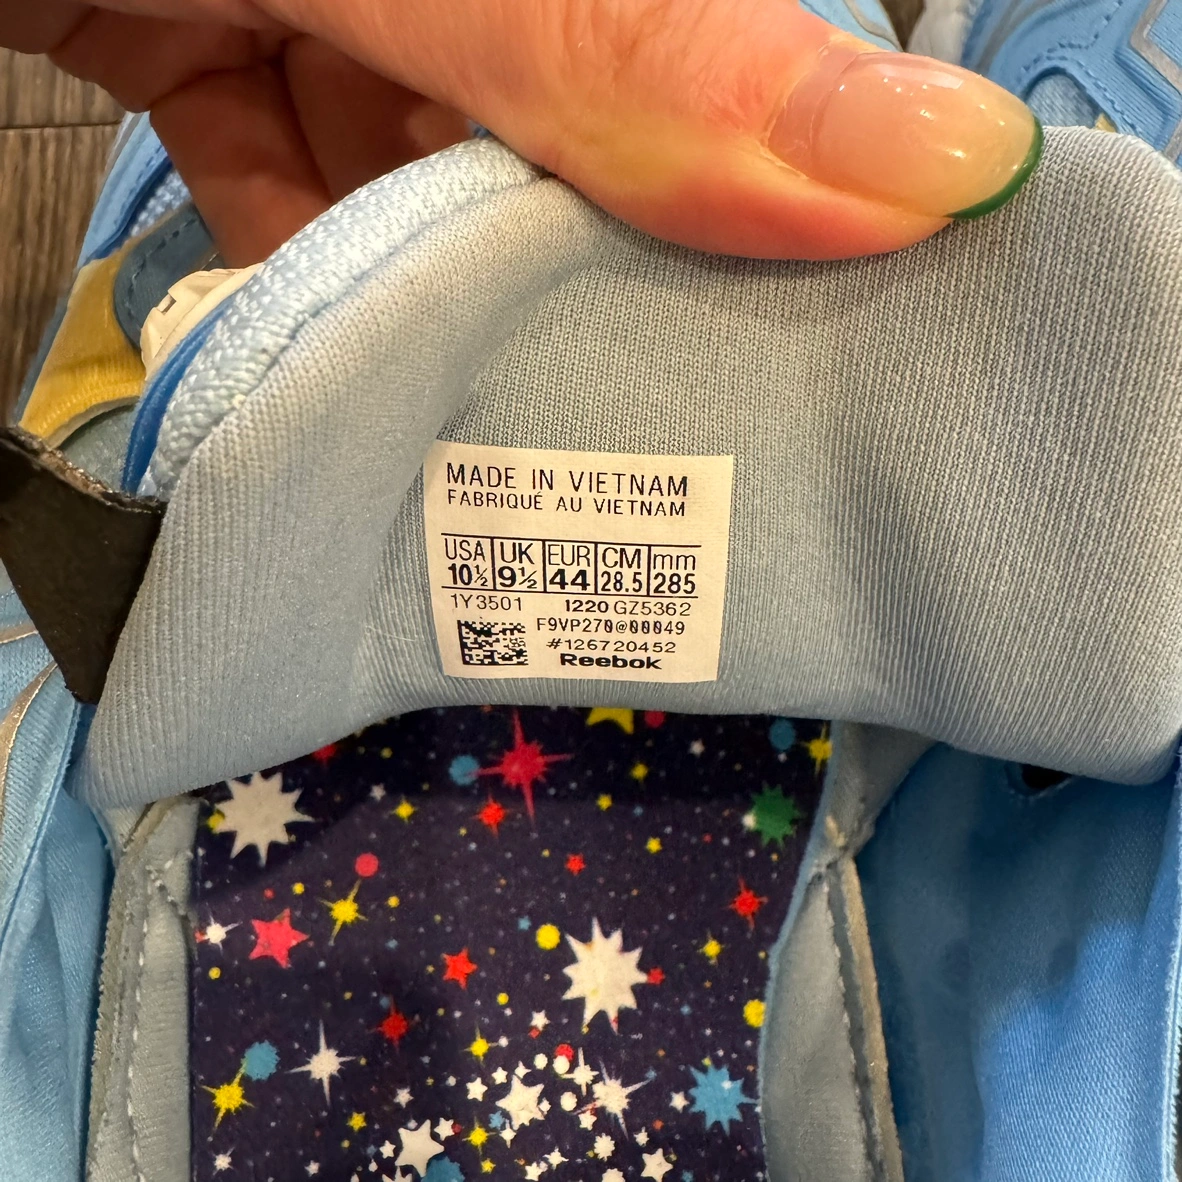 MADE IN VIETNAM
FABRIQUÉ AU VIETNAM
USA UK EUR CM mm
10½ 9½ 44 28.5 285
1Y3501 1220 GZ5362
F9VP270@00049
#126720452
Reebok